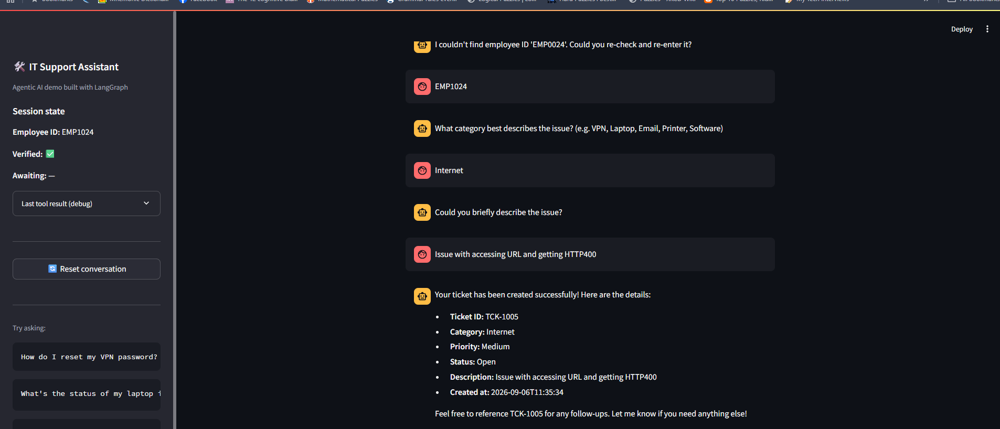 Deploy
🛠️ IT Support Assistant
Agentic AI demo built with LangGraph
Session state
Employee ID: EMP1024
Verified: ✅
Awaiting: —
Last tool result (debug)
🔄 Reset conversation
Try asking:
How do I reset my VPN password?
What's the status of my laptop
I couldn't find employee ID 'EMP0024'. Could you re-check and re-enter it?
EMP1024
What category best describes the issue? (e.g. VPN, Laptop, Email, Printer, Software)
Internet
Could you briefly describe the issue?
Issue with accessing URL and getting HTTP400
Your ticket has been created successfully! Here are the details:
• Ticket ID: TCK-1005
• Category: Internet
• Priority: Medium
• Status: Open
• Description: Issue with accessing URL and getting HTTP400
• Created at: 2026-09-06T11:35:34
Feel free to reference TCK-1005 for any follow-ups. Let me know if you need anything else!